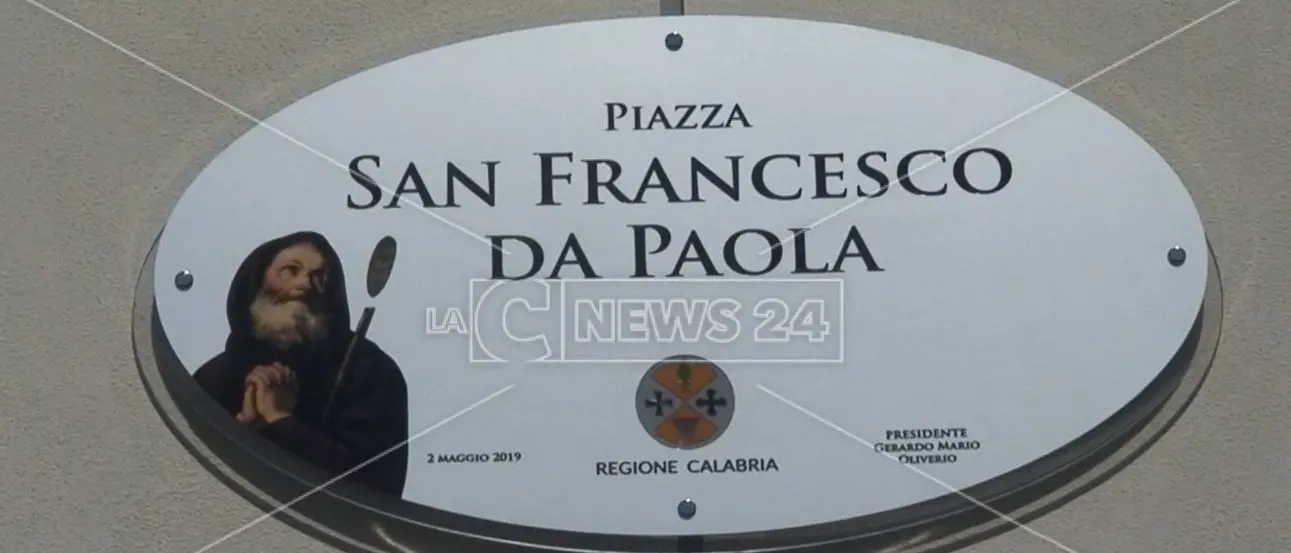 PIAZZA
SAN FRANCESCO
DA PAOLA
LA C NEWS 24
2 MAGGIO 2019
REGIONE CALABRIA
PRESIDENTE
GERARDO MARIO
OLIVERIO